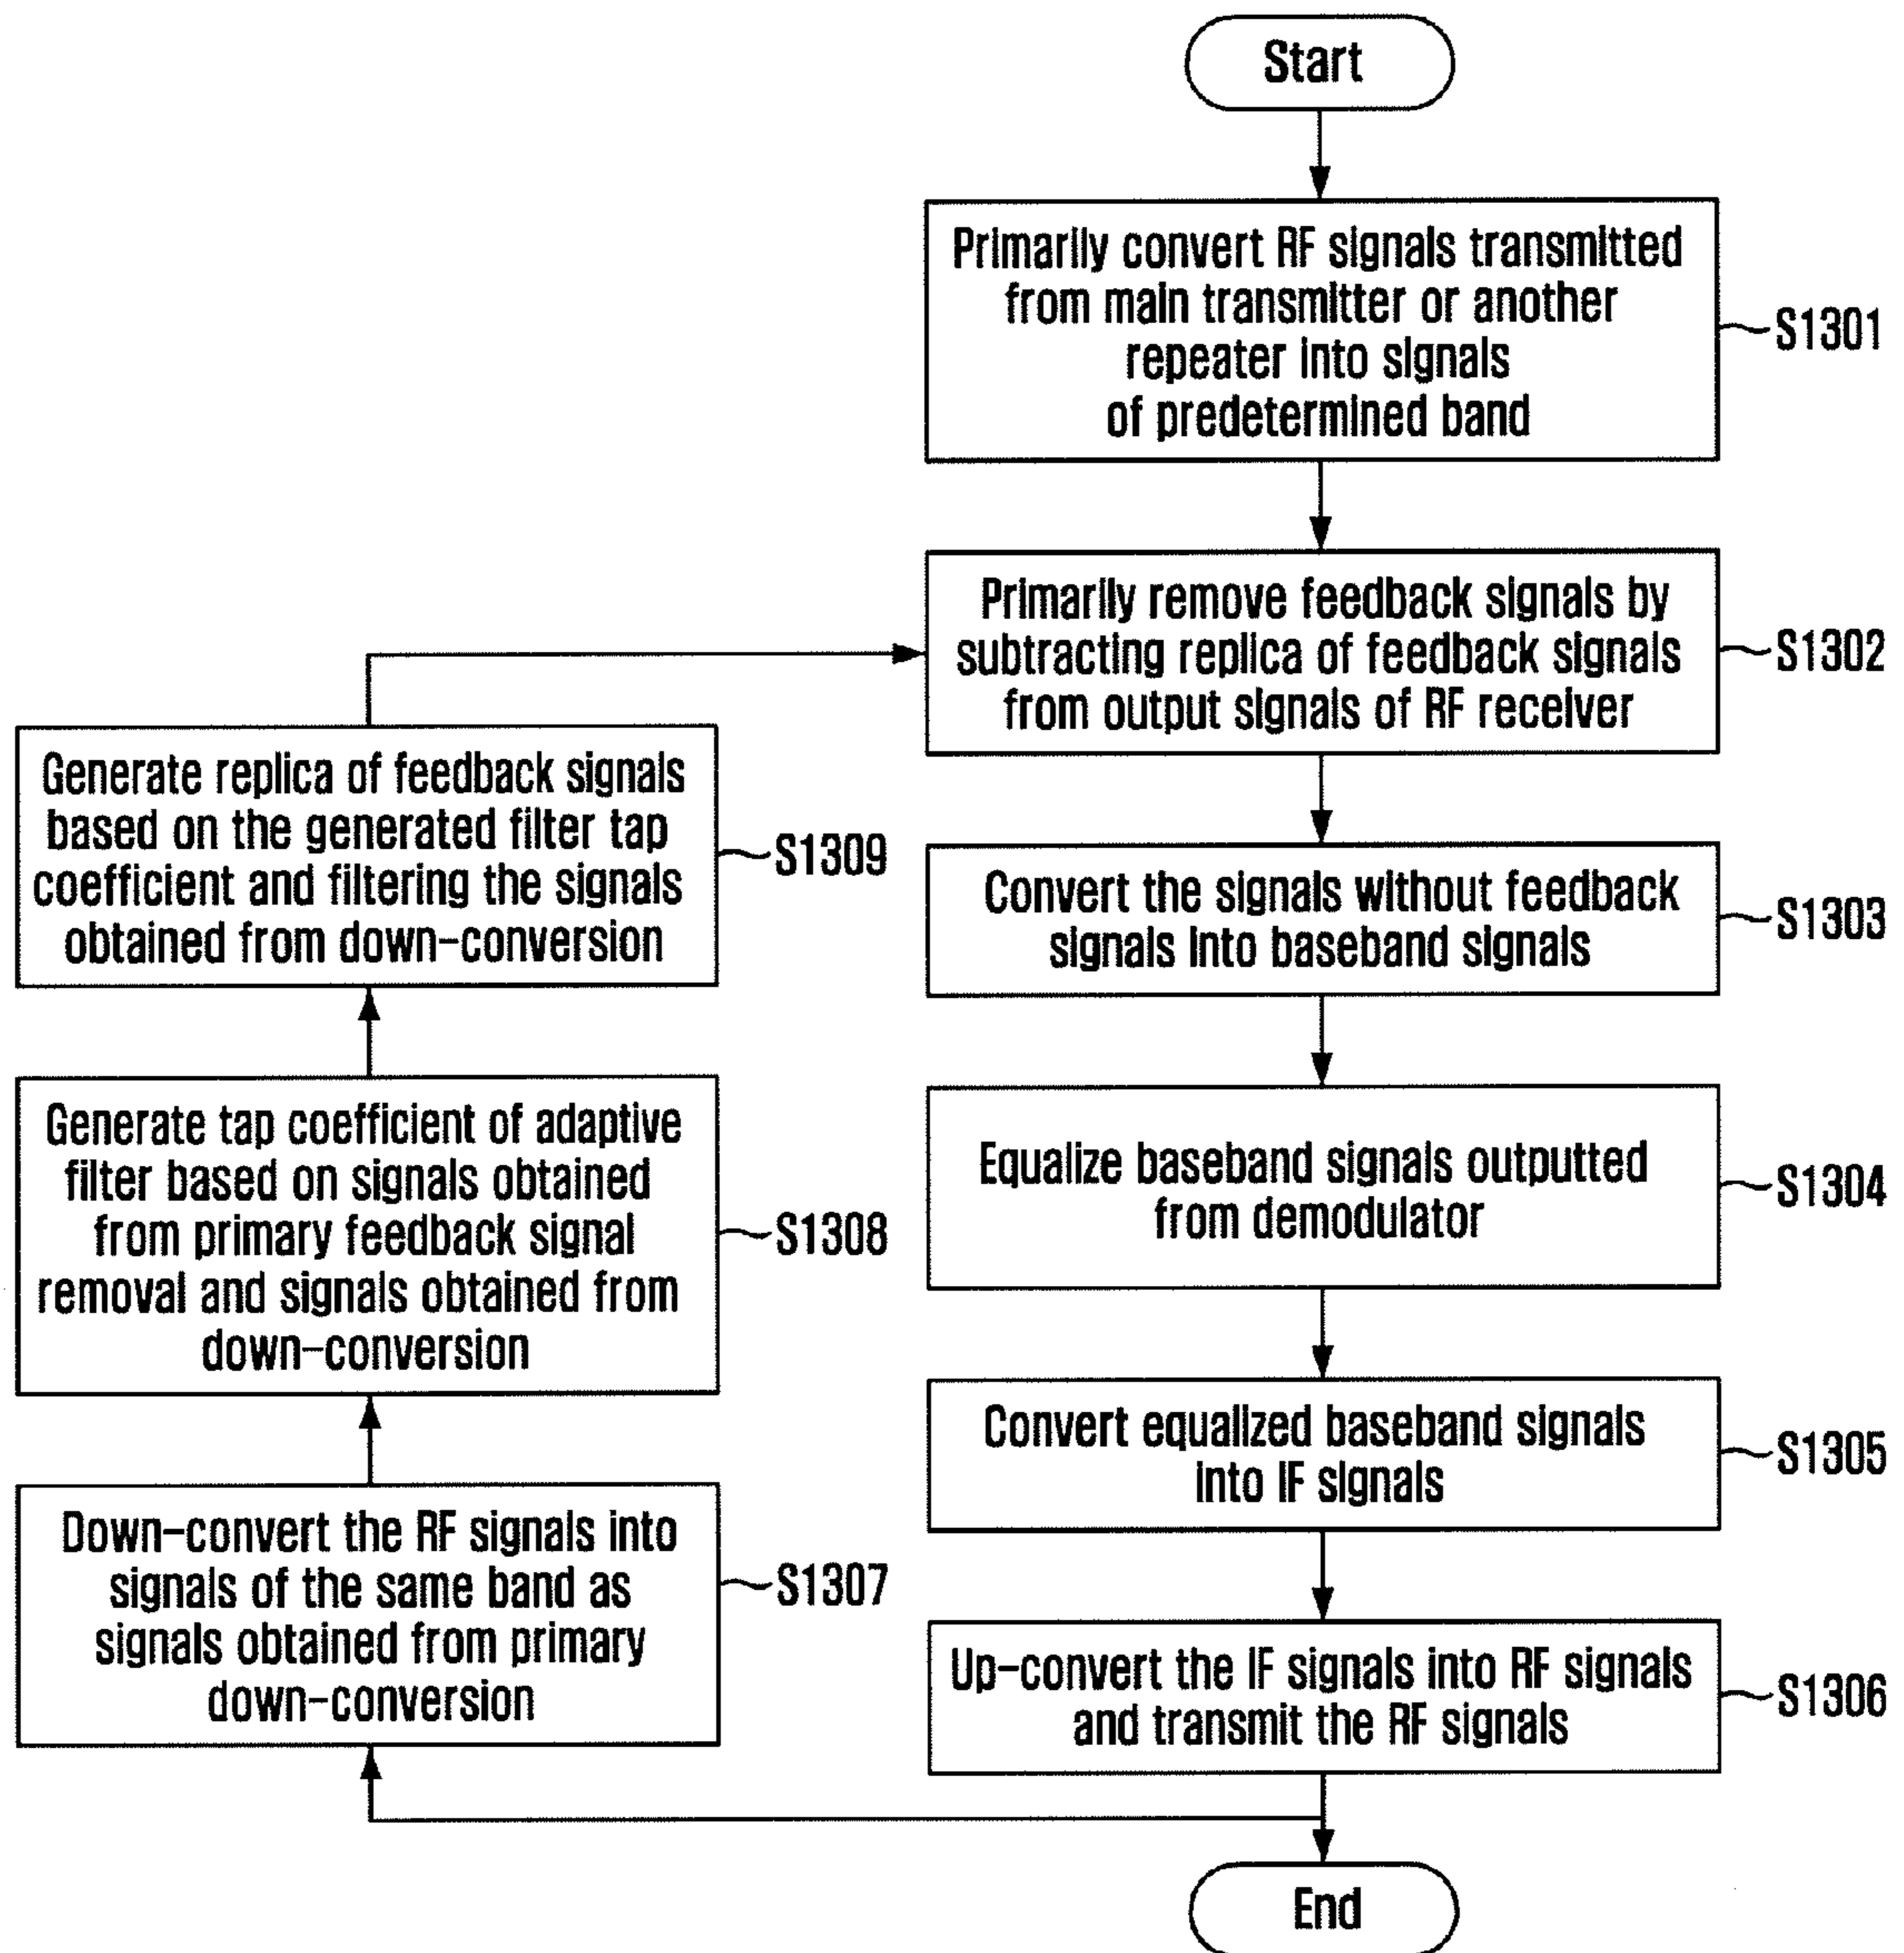 Start
Primarily convert RF signals transmitted
from main transmitter or another
repeater into signals
of predetermined band
S1301
Primarily remove feedback signals by
subtracting replica of feedback signals
from output signals of RF receiver
S1302
Convert the signals without feedback
signals into baseband signals
S1303
Equalize baseband signals outputted
from demodulator
S1304
Convert equalized baseband signals
into IF signals
S1305
Up-convert the IF signals into RF signals
and transmit the RF signals
S1306
Down-convert the RF signals into
signals of the same band as
signals obtained from primary
down-conversion
S1307
Generate tap coefficient of adaptive
filter based on signals obtained
from primary feedback signal
removal and signals obtained from
down-conversion
S1308
Generate replica of feedback signals
based on the generated filter tap
coefficient and filtering the signals
obtained from down-conversion
S1309
End